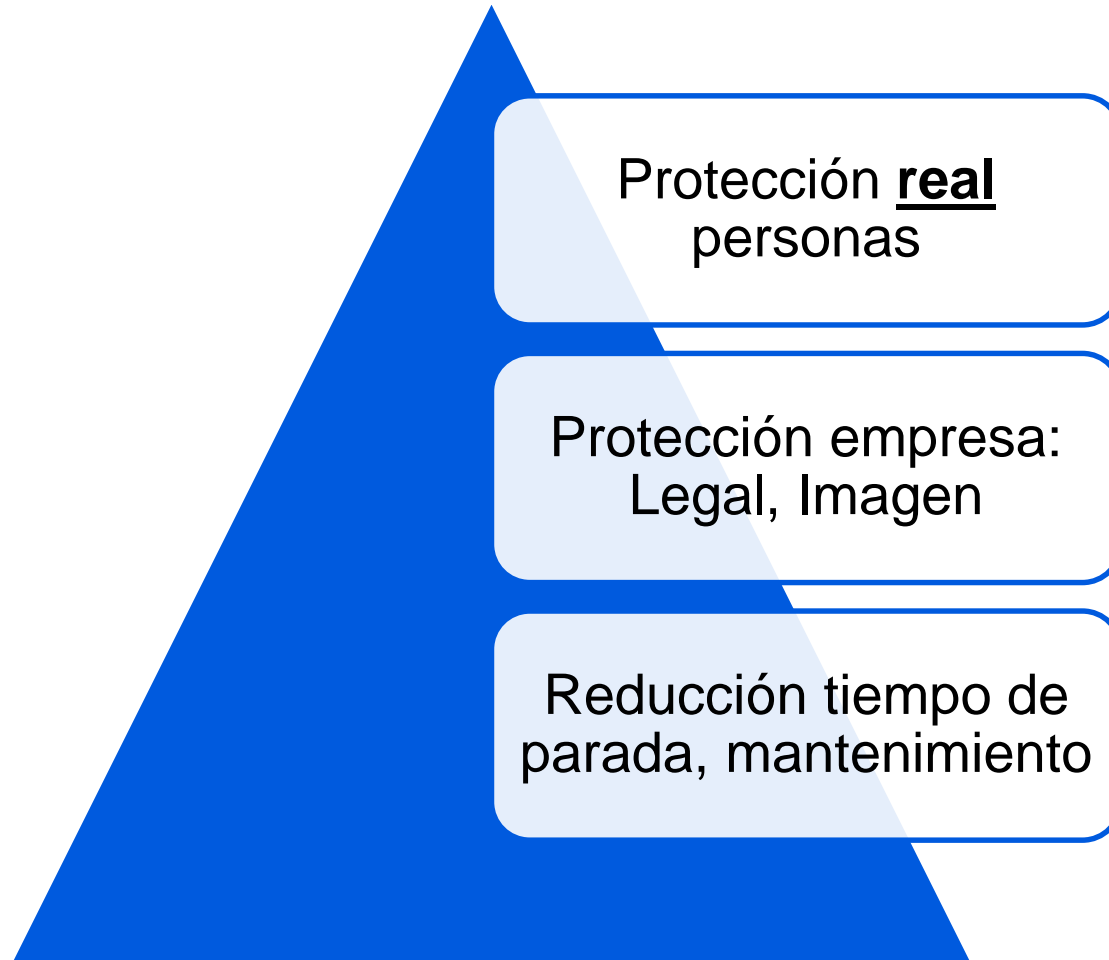 Protección real
personas
Protección empresa:
Legal, Imagen
Reducción tiempo de
parada, mantenimiento